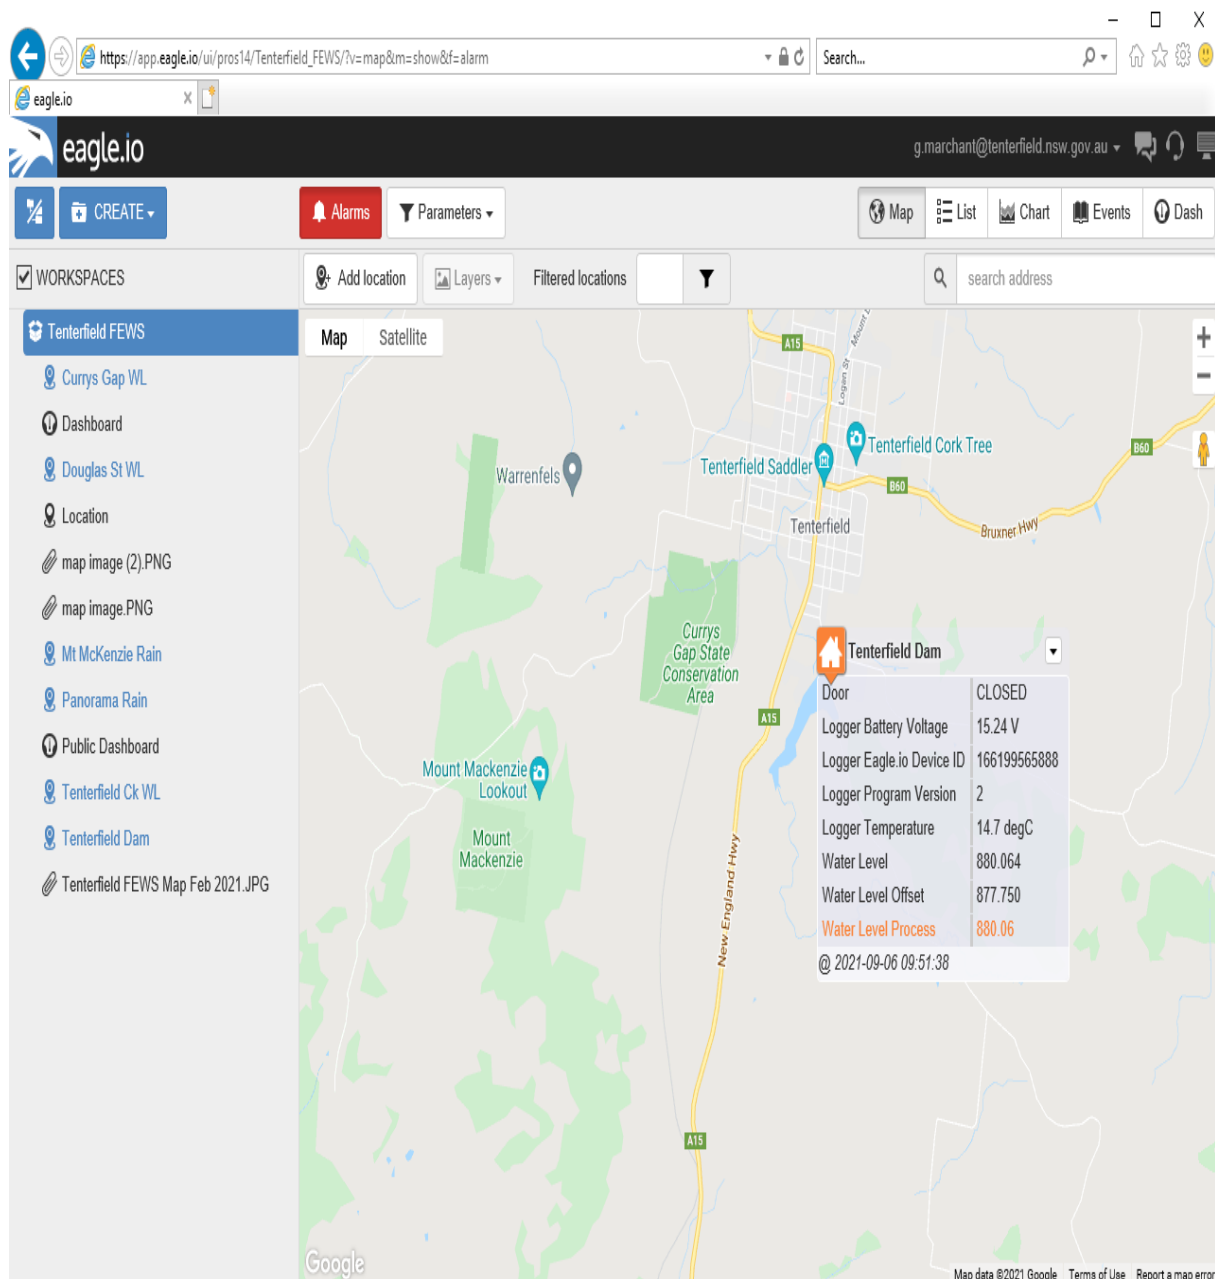 https://app.eagle.io/ui/pros14/Tenterfield_FEWS/?v=map&m=show&f=alarm
Search...
eagle.io
eagle.io
g.marchant@tenterfield.nsw.gov.au
CREATE
Alarms
Parameters
Map
List
Chart
Events
Dash
WORKSPACES
Add location
Layers
Filtered locations
search address
Tenterfield FEWS
Currys Gap WL
Dashboard
Douglas St WL
Location
map image (2).PNG
map image.PNG
Mt McKenzie Rain
Panorama Rain
Public Dashboard
Tenterfield Ck WL
Tenterfield Dam
Tenterfield FEWS Map Feb 2021.JPG
Map Satellite
A15
Logan St
Mount L
Tenterfield Cork Tree
B60
Warrenfels
Tenterfield Saddler
B60
Tenterfield
Bruxner Hwy
Currys
Gap State
Conservation
Area
A15
Mount Mackenzie
Lookout
Mount
Mackenzie
New England Hwy
A15
Tenterfield Dam
Door CLOSED
Logger Battery Voltage 15.24 V
Logger Eagle.io Device ID 166199565888
Logger Program Version 2
Logger Temperature 14.7 degC
Water Level 880.064
Water Level Offset 877.750
Water Level Process 880.06
@ 2021-09-06 09:51:38
Google
Map data ©2021 Google Terms of Use Report a map error